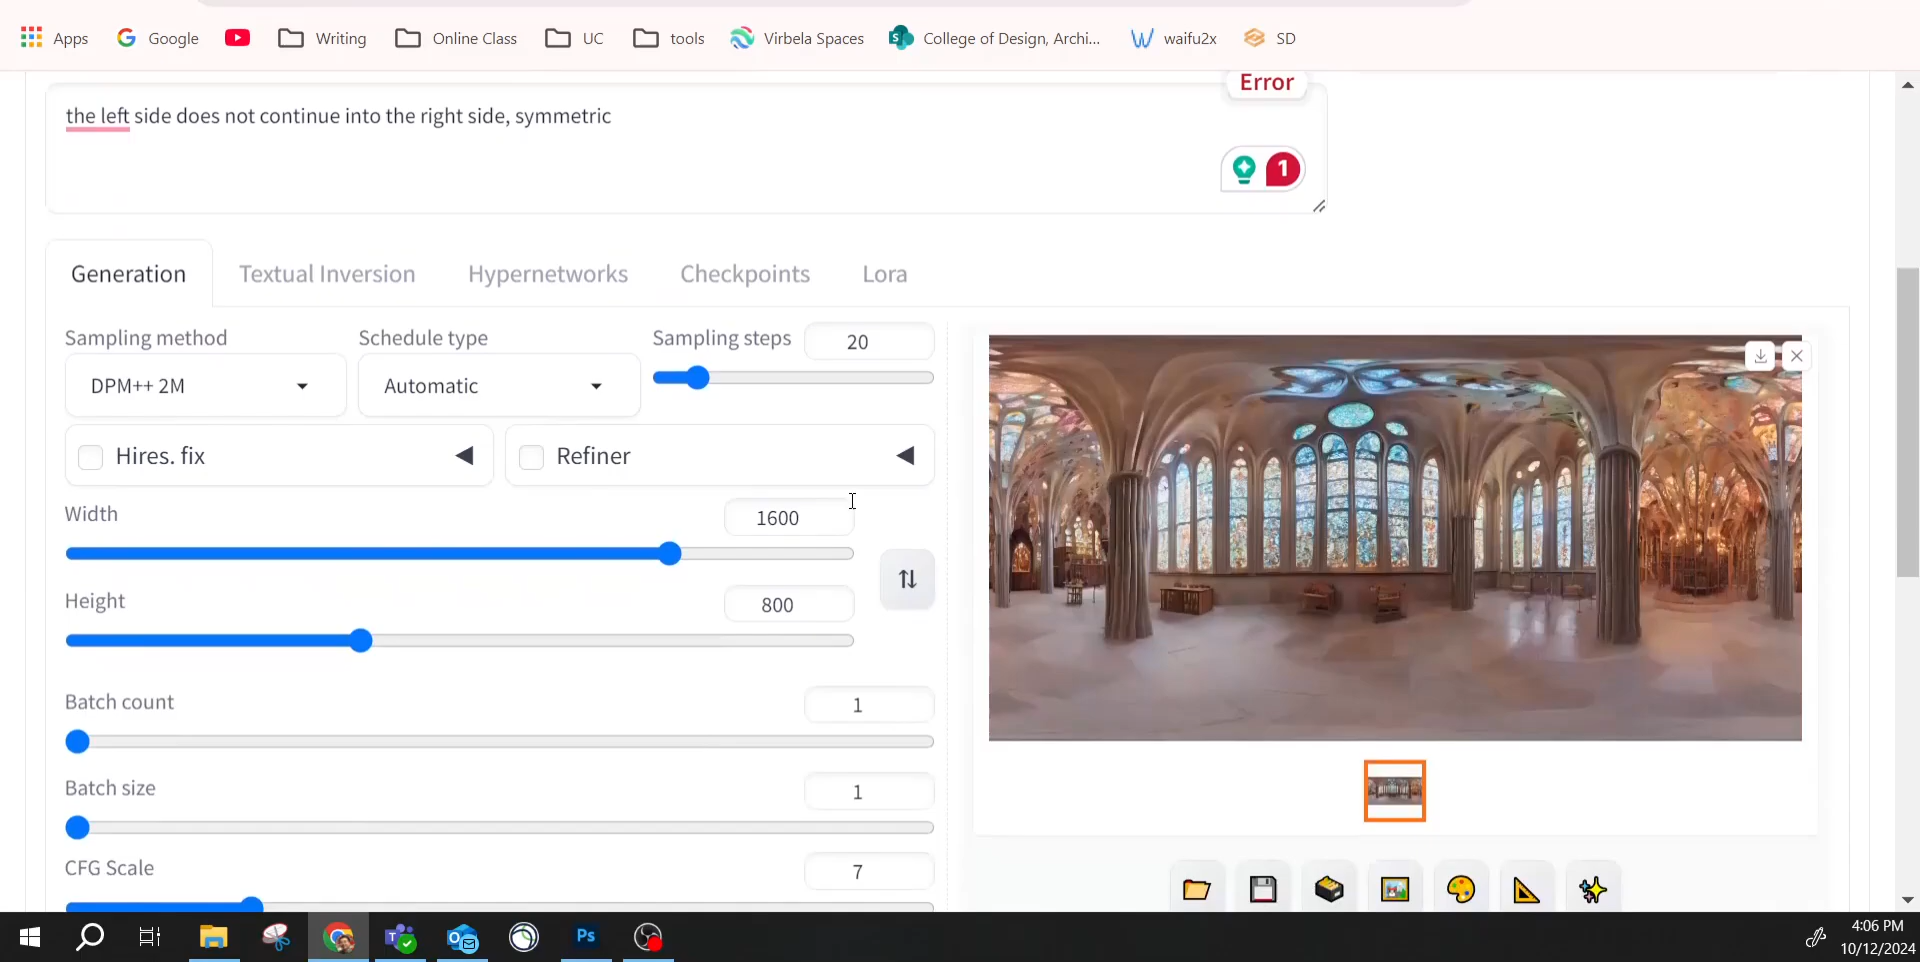 Apps Google Writing Online Class UC tools Virbela Spaces College of Design, Archi... waifu2x SD
Error
the left side does not continue into the right side, symmetric
1
Generation Textual Inversion Hypernetworks Checkpoints Lora
Sampling method Schedule type Sampling steps 20
DPM++ 2M Automatic
Hires. fix Refiner
Width 1600
Height 800
Batch count 1
Batch size 1
CFG Scale 7
Ps
4:06 PM
10/12/2024